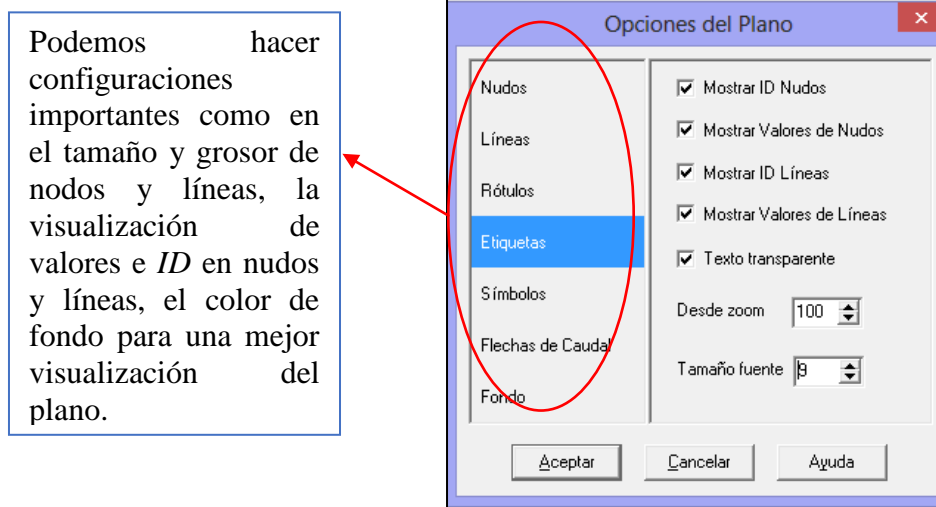 Podemos hacer
configuraciones
importantes como en
el tamaño y grosor de
nodos y líneas, la
visualización de
valores e ID en nudos
y líneas, el color de
fondo para una mejor
visualización del
plano.
Opciones del Plano
Nudos
Líneas
Rótulos
Etiquetas
Símbolos
Flechas de Caudal
Fondo
Mostrar ID Nudos
Mostrar Valores de Nudos
Mostrar ID Líneas
Mostrar Valores de Líneas
Texto transparente
Desde zoom 100
Tamaño fuente 9
Aceptar Cancelar Ayuda